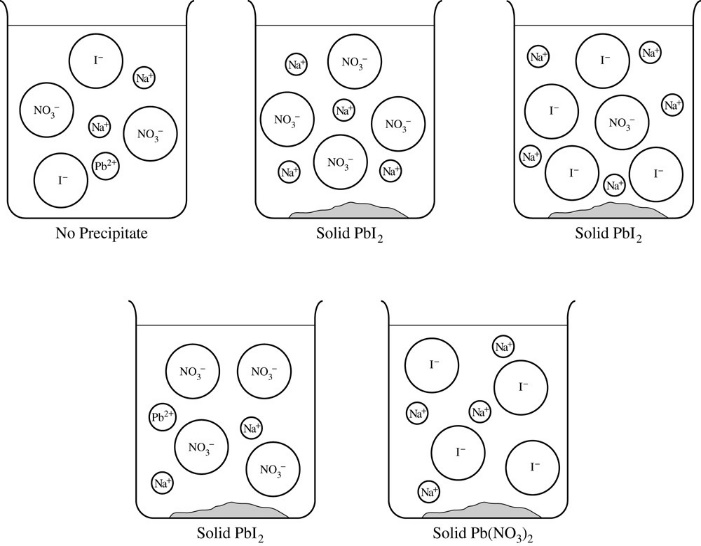 I⁻
Na⁺
NO₃⁻
Na⁺
NO₃⁻
Pb²⁺
I⁻
No Precipitate
NO₃⁻
Na⁺
Na⁺
NO₃⁻
NO₃⁻
NO₃⁻
Na⁺
Na⁺
Solid PbI₂
I⁻
Na⁺
Na⁺
Na⁺
I⁻
NO₃⁻
Na⁺
I⁻
I⁻
Na⁺
Solid PbI₂
NO₃⁻
NO₃⁻
Pb²⁺
Na⁺
NO₃⁻
NO₃⁻
Na⁺
Solid PbI₂
Na⁺
I⁻
I⁻
Na⁺
Na⁺
I⁻
I⁻
Na⁺
Solid Pb(NO₃)₂